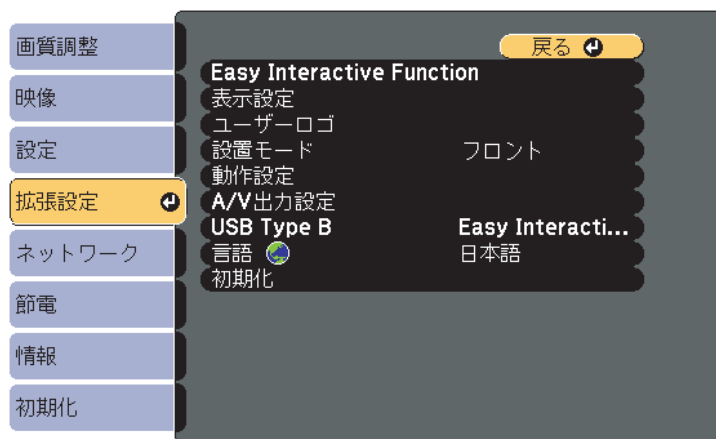 画質調整
映像
設定
拡張設定
ネットワーク
節電
情報
初期化
戻る
Easy Interactive Function
表示設定
ユーザーロゴ
設置モード フロント
動作設定
A/V出力設定
USB Type B Easy Interacti...
言語 日本語
初期化